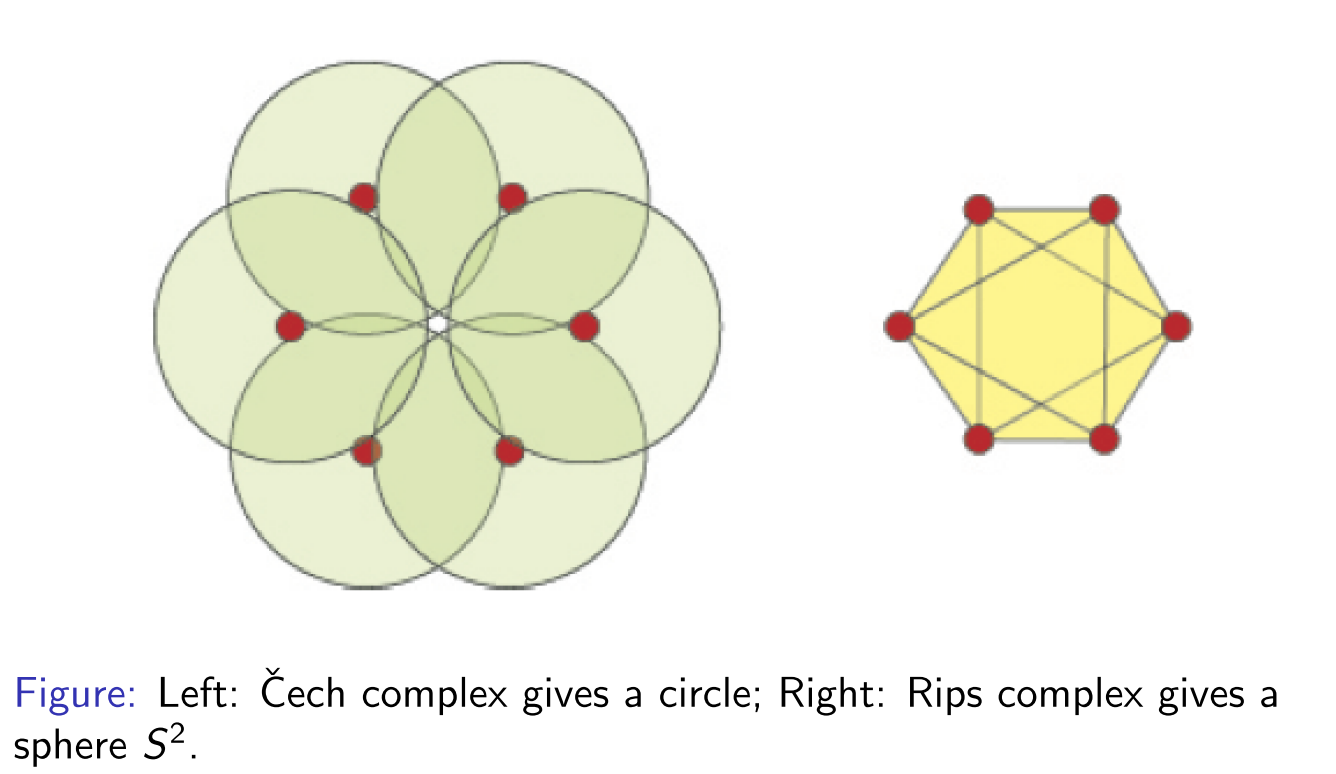 Figure: Left: Čech complex gives a circle; Right: Rips complex gives a
sphere S².